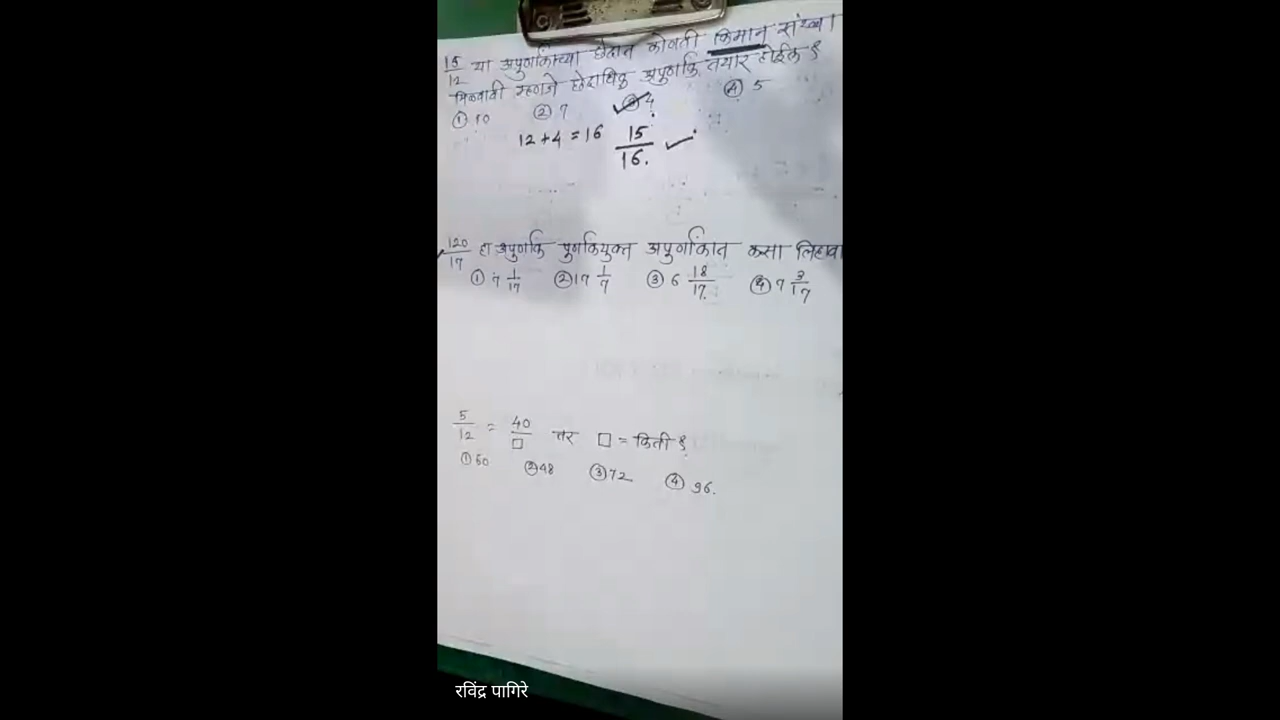 15/12 या अपुर्णांकाच्या छेदात कोणती किमान संख्या
मिळवावी म्हणजे छेदाधिक अपुर्णांक तयार होईल ?
① 10 ② 7 ③ 4 ④ 5
12 + 4 = 16 15/16.
120/17 हा अपुर्णांक पुर्णांकयुक्त अपुर्णांकात कसा लिहावा
① 7 1/17 ② 17 1/7 ③ 6 18/17. ④ 7 3/17
5/12 = 40/□ तर □ = किती ?
① 60 ② 48 ③ 72 ④ 96.
रविंद्र पागिरे